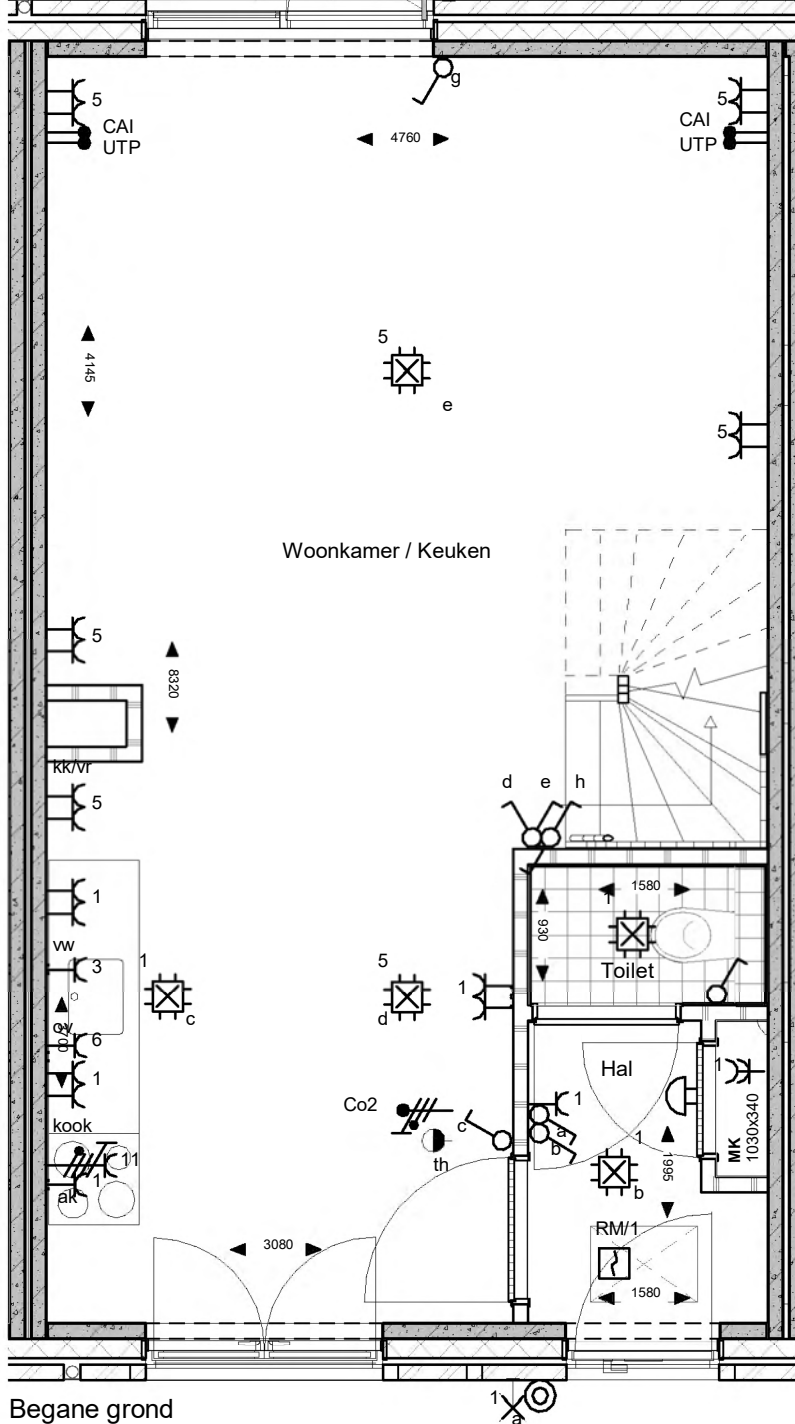 g
5
CAI
UTP
5
CAI
UTP
4760
4145
5
e
5
Woonkamer / Keuken
5
8320
kk/vr
5
d
e
h
1
1580
1
930
vw
3
1
5
1
Toilet
c
d
3700
6
1
Hal
1
1
Co2
kook
c
a
b
1
MK
1030x340
11
th
1
ak
b
1995
RM/1
3080
1580
Begane grond
1
a